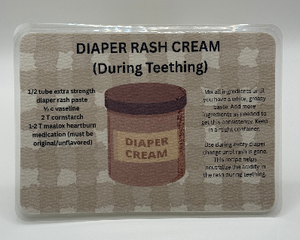 DIAPER RASH CREAM
(During Teething)
1/2 tube extra strength
diaper rash paste
½ c vaseline
2 T cornstarch
1-2 T maalox heartburn
medication (must be
original/unflavored)
DIAPER
CREAM
Mix all ingredients until
you have a white, greasy
paste. Add more
ingredients as needed to
get this consistency. Keep
in airtight container.
Use during every diaper
change until rash is gone.
This recipe helps
neutralize the acidity in
the rash during teething.